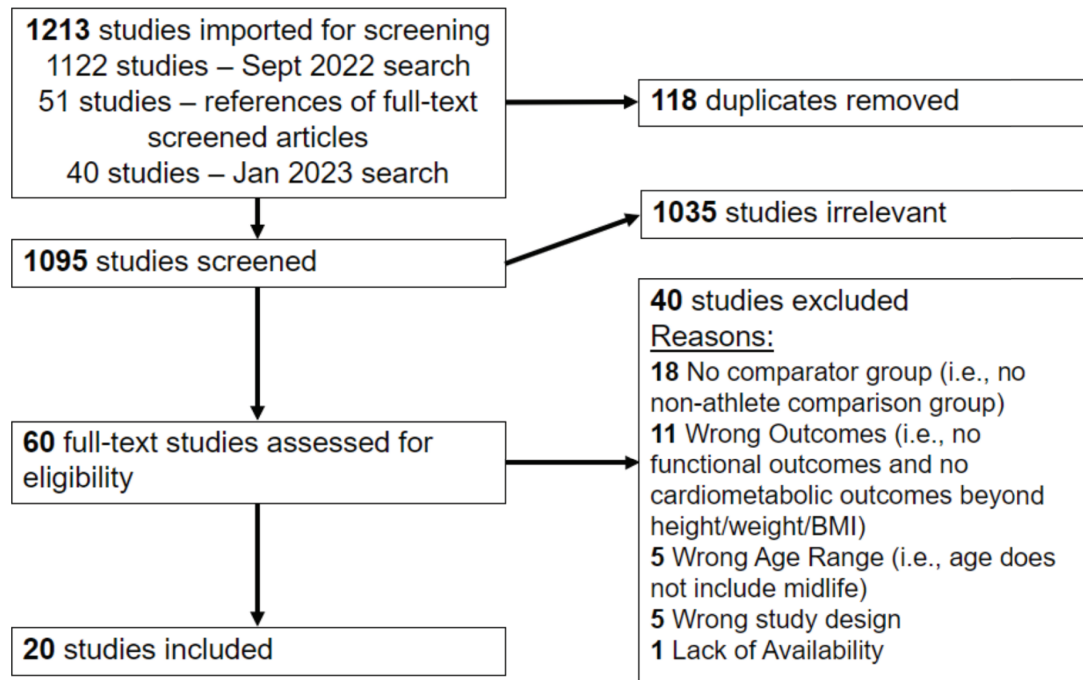 1213 studies imported for screening
1122 studies – Sept 2022 search
51 studies – references of full-text
screened articles
40 studies – Jan 2023 search
118 duplicates removed
1095 studies screened
1035 studies irrelevant
60 full-text studies assessed for
eligibility
40 studies excluded
Reasons:
18 No comparator group (i.e., no
non-athlete comparison group)
11 Wrong Outcomes (i.e., no
functional outcomes and no
cardiometabolic outcomes beyond
height/weight/BMI)
5 Wrong Age Range (i.e., age does
not include midlife)
5 Wrong study design
1 Lack of Availability
20 studies included